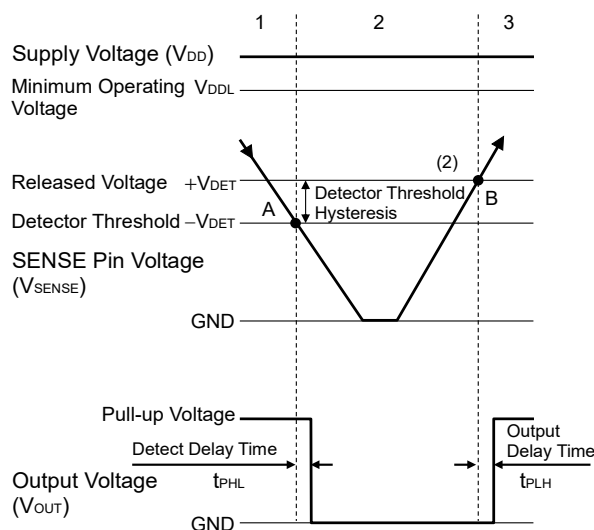 1 2 3
Supply Voltage (VDD)
Minimum Operating VDDL
Voltage
(2)
Released Voltage +VDET
Detector Threshold
Hysteresis
A
B
Detector Threshold −VDET
SENSE Pin Voltage
(VSENSE)
GND
Pull-up Voltage
Detect Delay Time
tPHL
Output
Delay Time
tPLH
Output Voltage
(VOUT)
GND